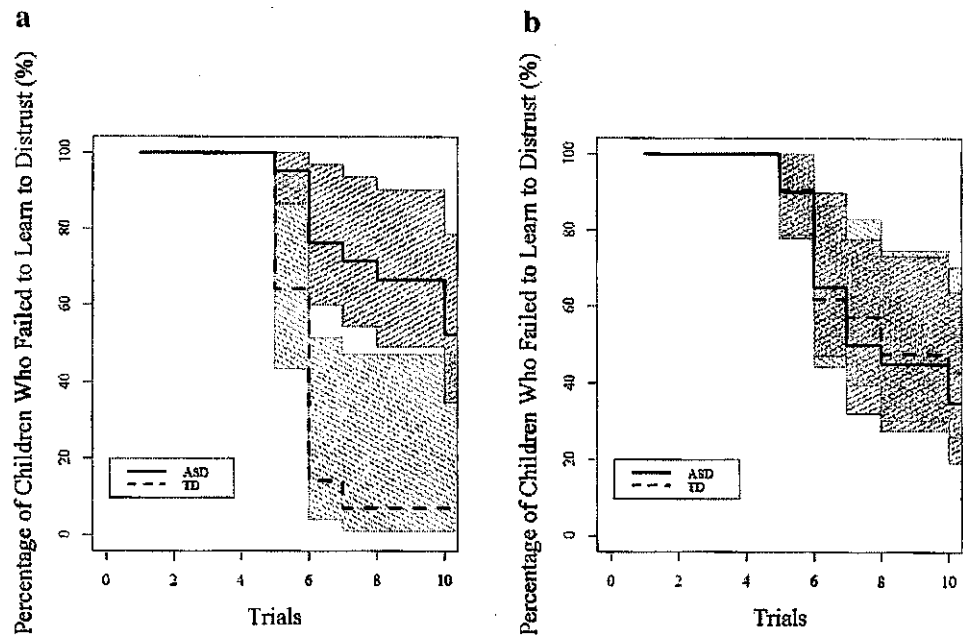 a
Percentage of Children Who Failed to Learn to Distrust (%)
100
80
60
40
20
0
ASD
TD
0 2 4 6 8 10
Trials
b
Percentage of Children Who Failed to Learn to Distrust (%)
100
80
60
40
20
0
ASD
TD
0 2 4 6 8 10
Trials